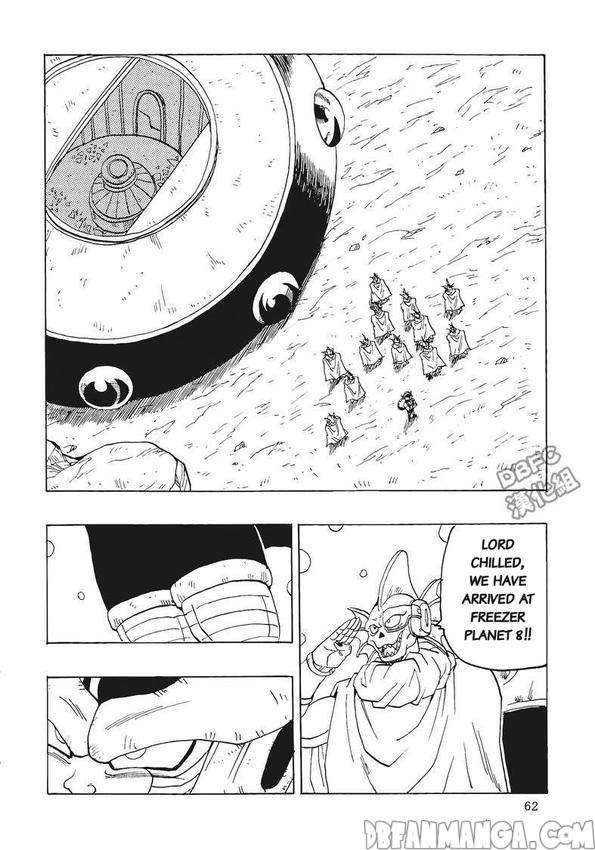 DBFC
漢化組
LORD
CHILLED,
WE HAVE
ARRIVED AT
FREEZER
PLANET 8!!
62
DBFANMANGA.COM